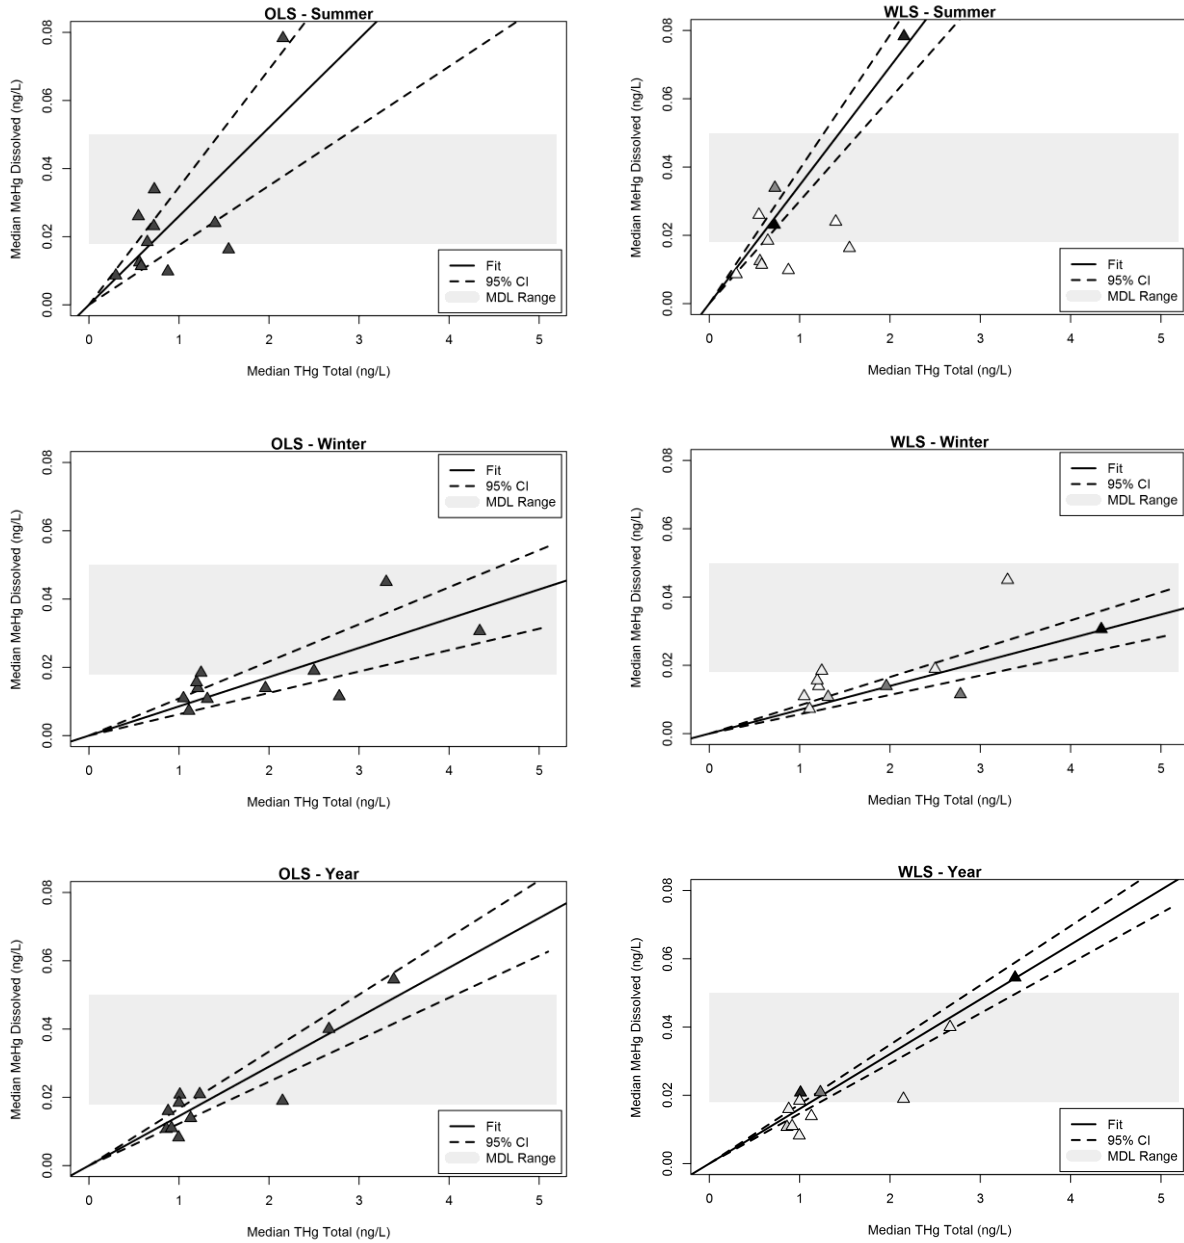 OLS - Summer
Median MeHg Dissolved (ng/L)
0.08
0.06
0.04
0.02
0.00
Fit
95% CI
MDL Range
0 1 2 3 4 5
Median THg Total (ng/L)
WLS - Summer
Median MeHg Dissolved (ng/L)
0.08
0.06
0.04
0.02
0.00
Fit
95% CI
MDL Range
0 1 2 3 4 5
Median THg Total (ng/L)
OLS - Winter
Median MeHg Dissolved (ng/L)
0.08
0.06
0.04
0.02
0.00
Fit
95% CI
MDL Range
0 1 2 3 4 5
Median THg Total (ng/L)
WLS - Winter
Median MeHg Dissolved (ng/L)
0.08
0.06
0.04
0.02
0.00
Fit
95% CI
MDL Range
0 1 2 3 4 5
Median THg Total (ng/L)
OLS - Year
Median MeHg Dissolved (ng/L)
0.08
0.06
0.04
0.02
0.00
Fit
95% CI
MDL Range
0 1 2 3 4 5
Median THg Total (ng/L)
WLS - Year
Median MeHg Dissolved (ng/L)
0.08
0.06
0.04
0.02
0.00
Fit
95% CI
MDL Range
0 1 2 3 4 5
Median THg Total (ng/L)